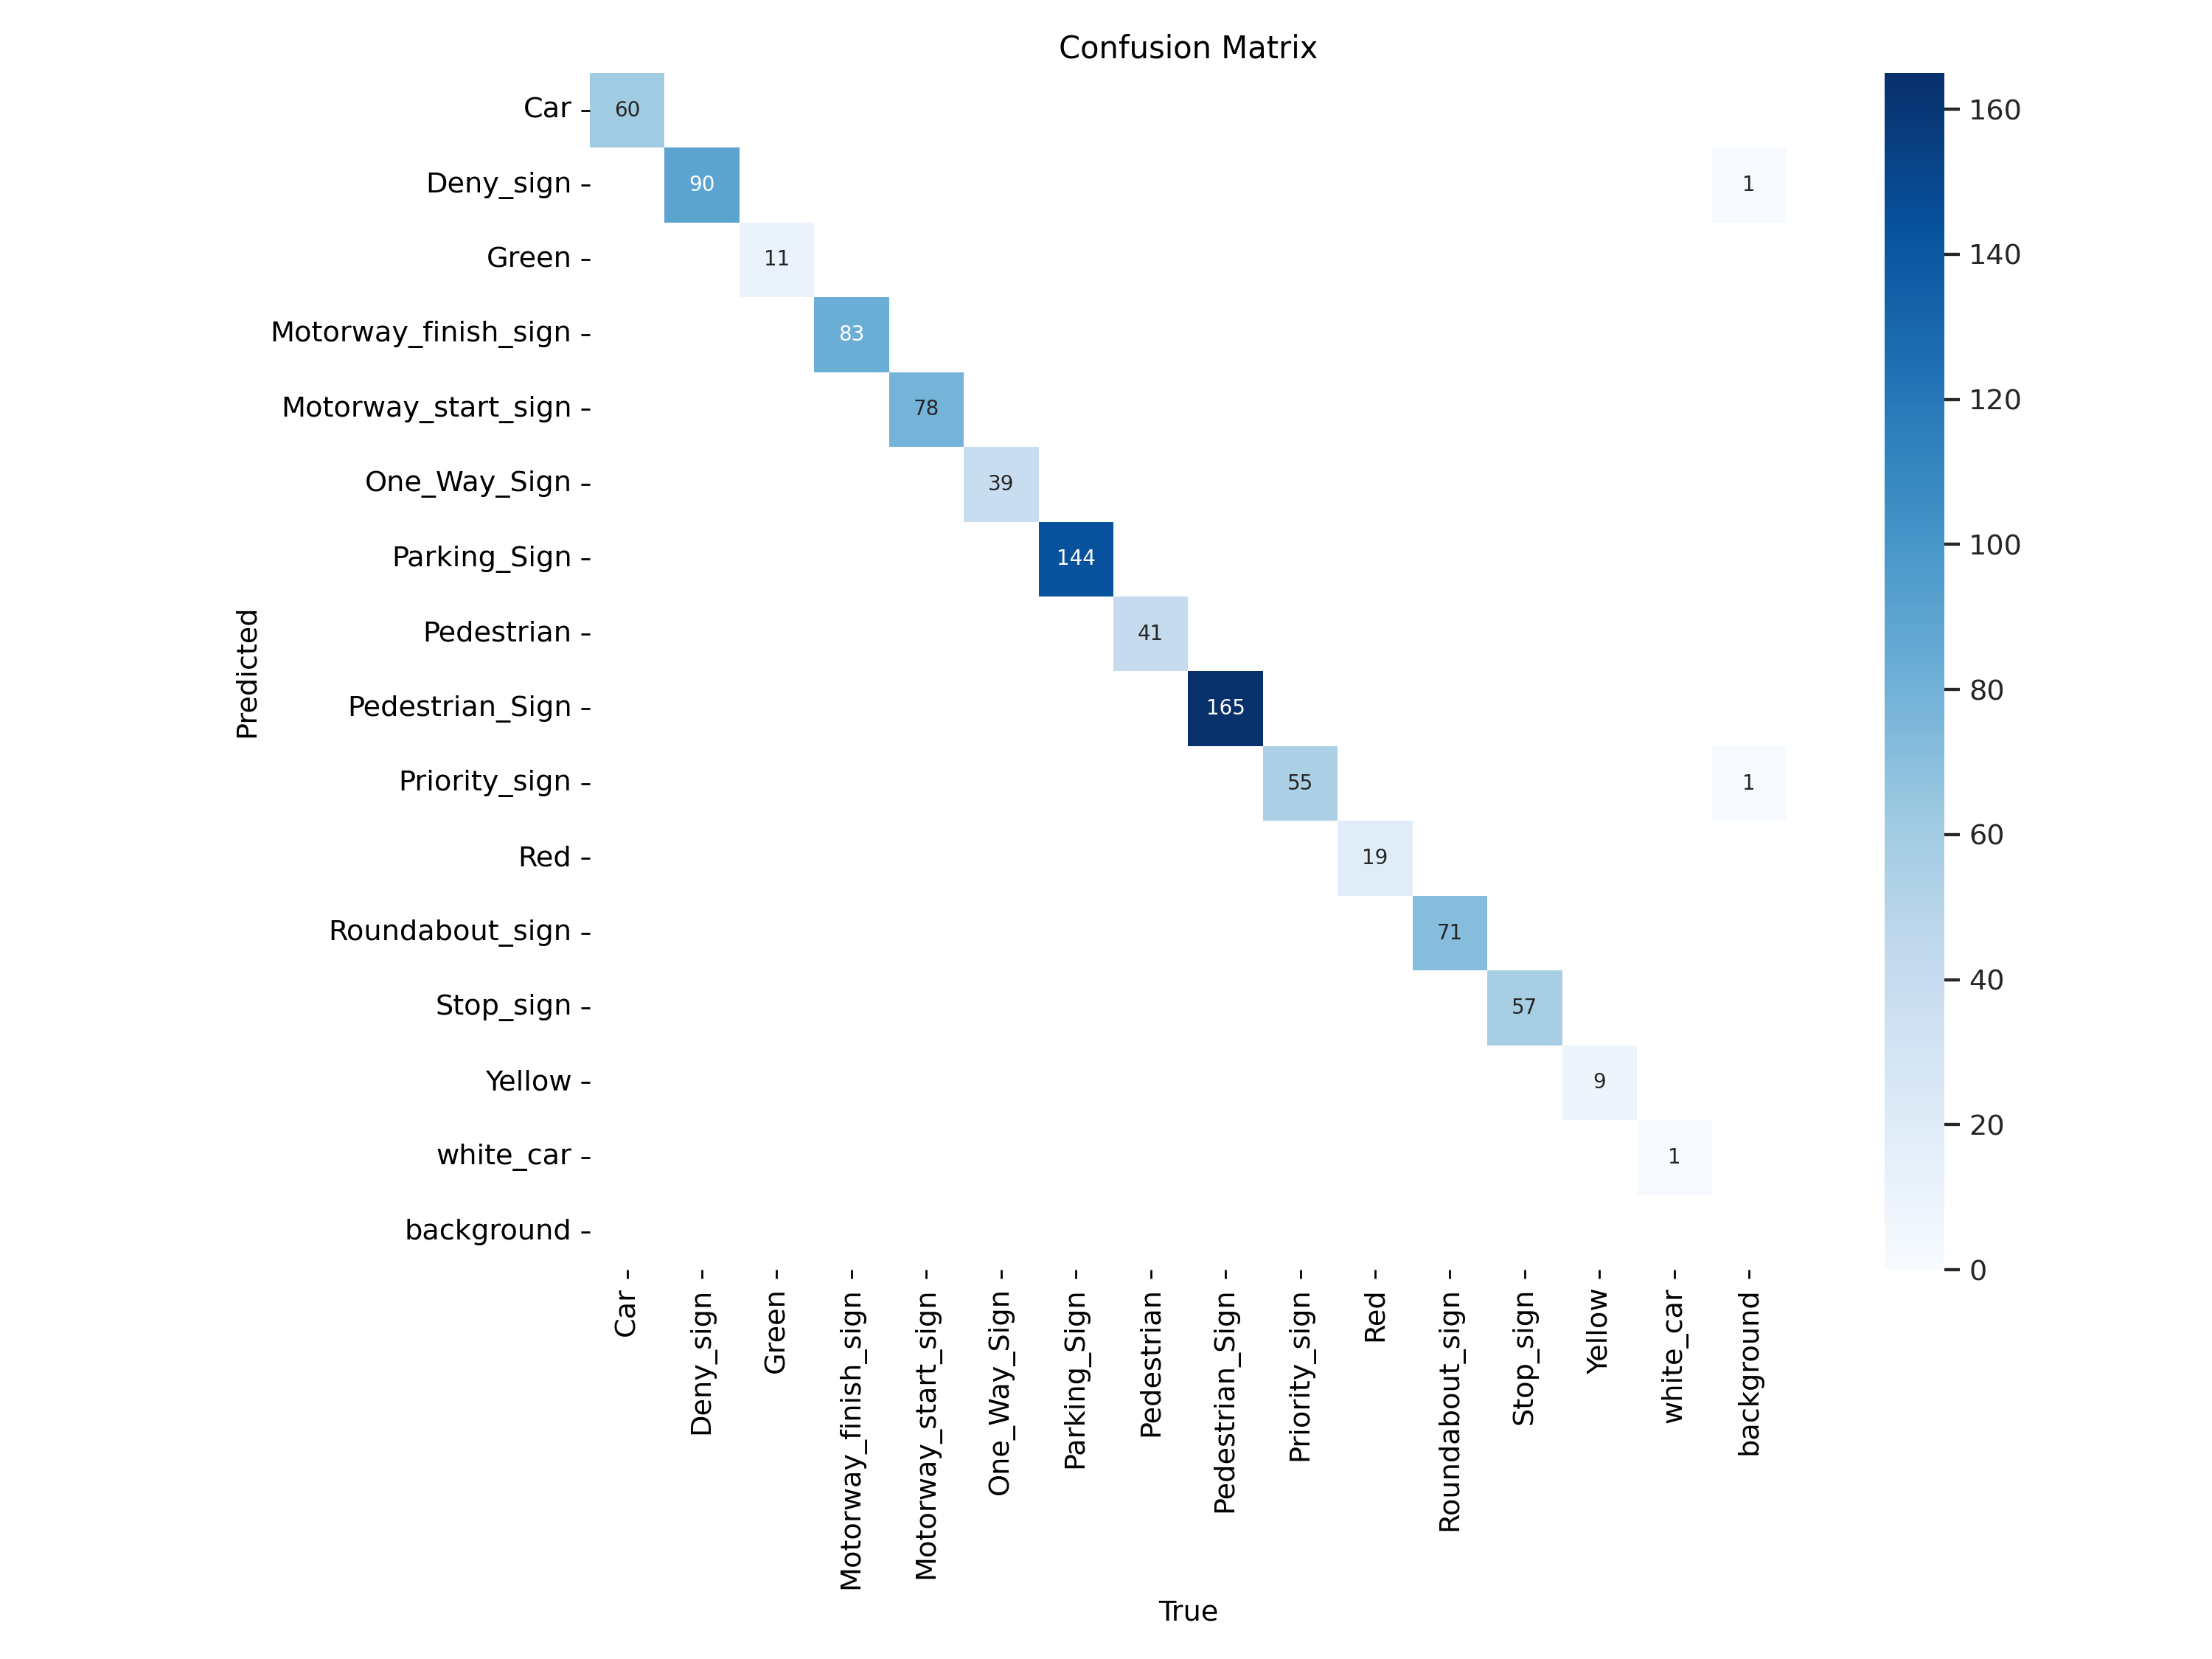 Confusion Matrix
Car 60
Deny_sign 90 1
Green 11
Motorway_finish_sign 83
Motorway_start_sign 78
One_Way_Sign 39
Parking_Sign 144
Pedestrian 41
Pedestrian_Sign 165
Priority_sign 55 1
Red 19
Roundabout_sign 71
Stop_sign 57
Yellow 9
white_car 1
background
Predicted
Car
Deny_sign
Green
Motorway_finish_sign
Motorway_start_sign
One_Way_Sign
Parking_Sign
Pedestrian
Pedestrian_Sign
Priority_sign
Red
Roundabout_sign
Stop_sign
Yellow
white_car
background
True
160
140
120
100
80
60
40
20
0